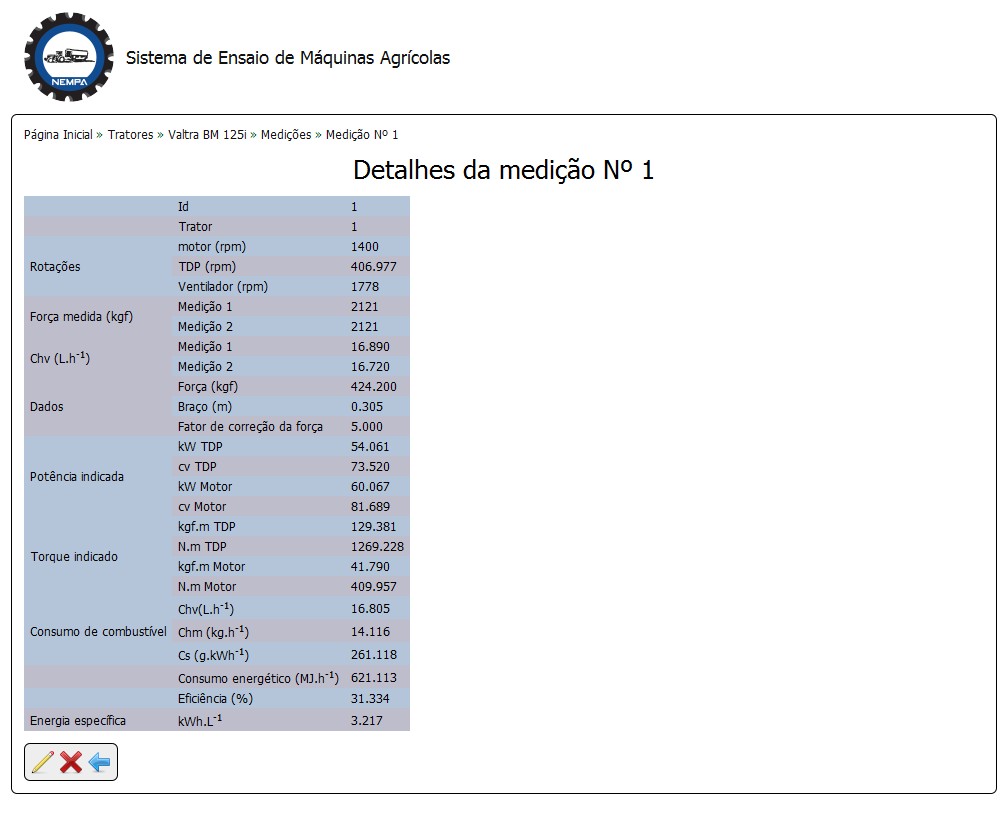 NEMPA
Sistema de Ensaio de Máquinas Agrícolas
Página Inicial » Tratores » Valtra BM 125i » Medições » Medição Nº 1
Detalhes da medição Nº 1
Id 1
Trator 1
Rotações
motor (rpm) 1400
TDP (rpm) 406.977
Ventilador (rpm) 1778
Força medida (kgf)
Medição 1 2121
Medição 2 2121
Chv (L.h⁻¹)
Medição 1 16.890
Medição 2 16.720
Dados
Força (kgf) 424.200
Braço (m) 0.305
Fator de correção da força 5.000
Potência indicada
kW TDP 54.061
cv TDP 73.520
kW Motor 60.067
cv Motor 81.689
Torque indicado
kgf.m TDP 129.381
N.m TDP 1269.228
kgf.m Motor 41.790
N.m Motor 409.957
Consumo de combustível
Chv(L.h⁻¹) 16.805
Chm (kg.h⁻¹) 14.116
Cs (g.kWh⁻¹) 261.118
Consumo energético (MJ.h⁻¹) 621.113
Eficiência (%) 31.334
Energia específica kWh.L⁻¹ 3.217